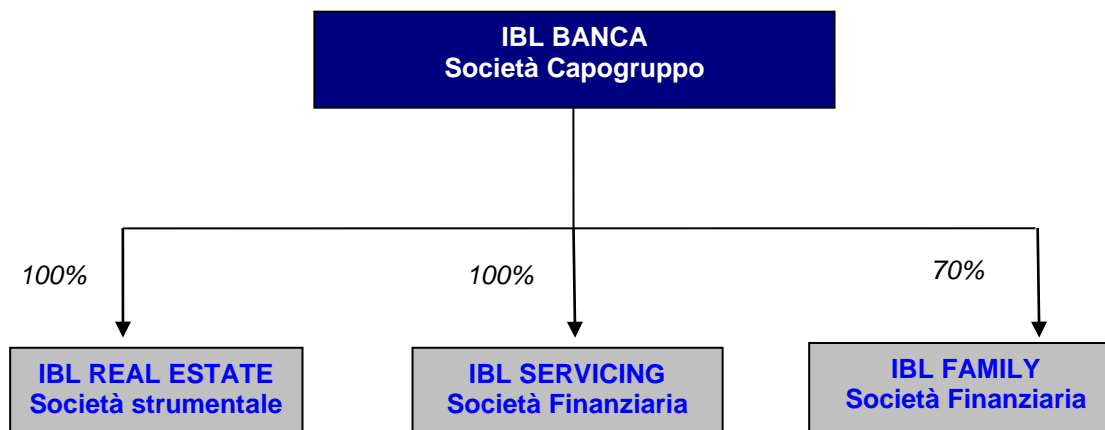 IBL BANCA
Società Capogruppo
100%
100%
70%
IBL REAL ESTATE
Società strumentale
IBL SERVICING
Società Finanziaria
IBL FAMILY
Società Finanziaria